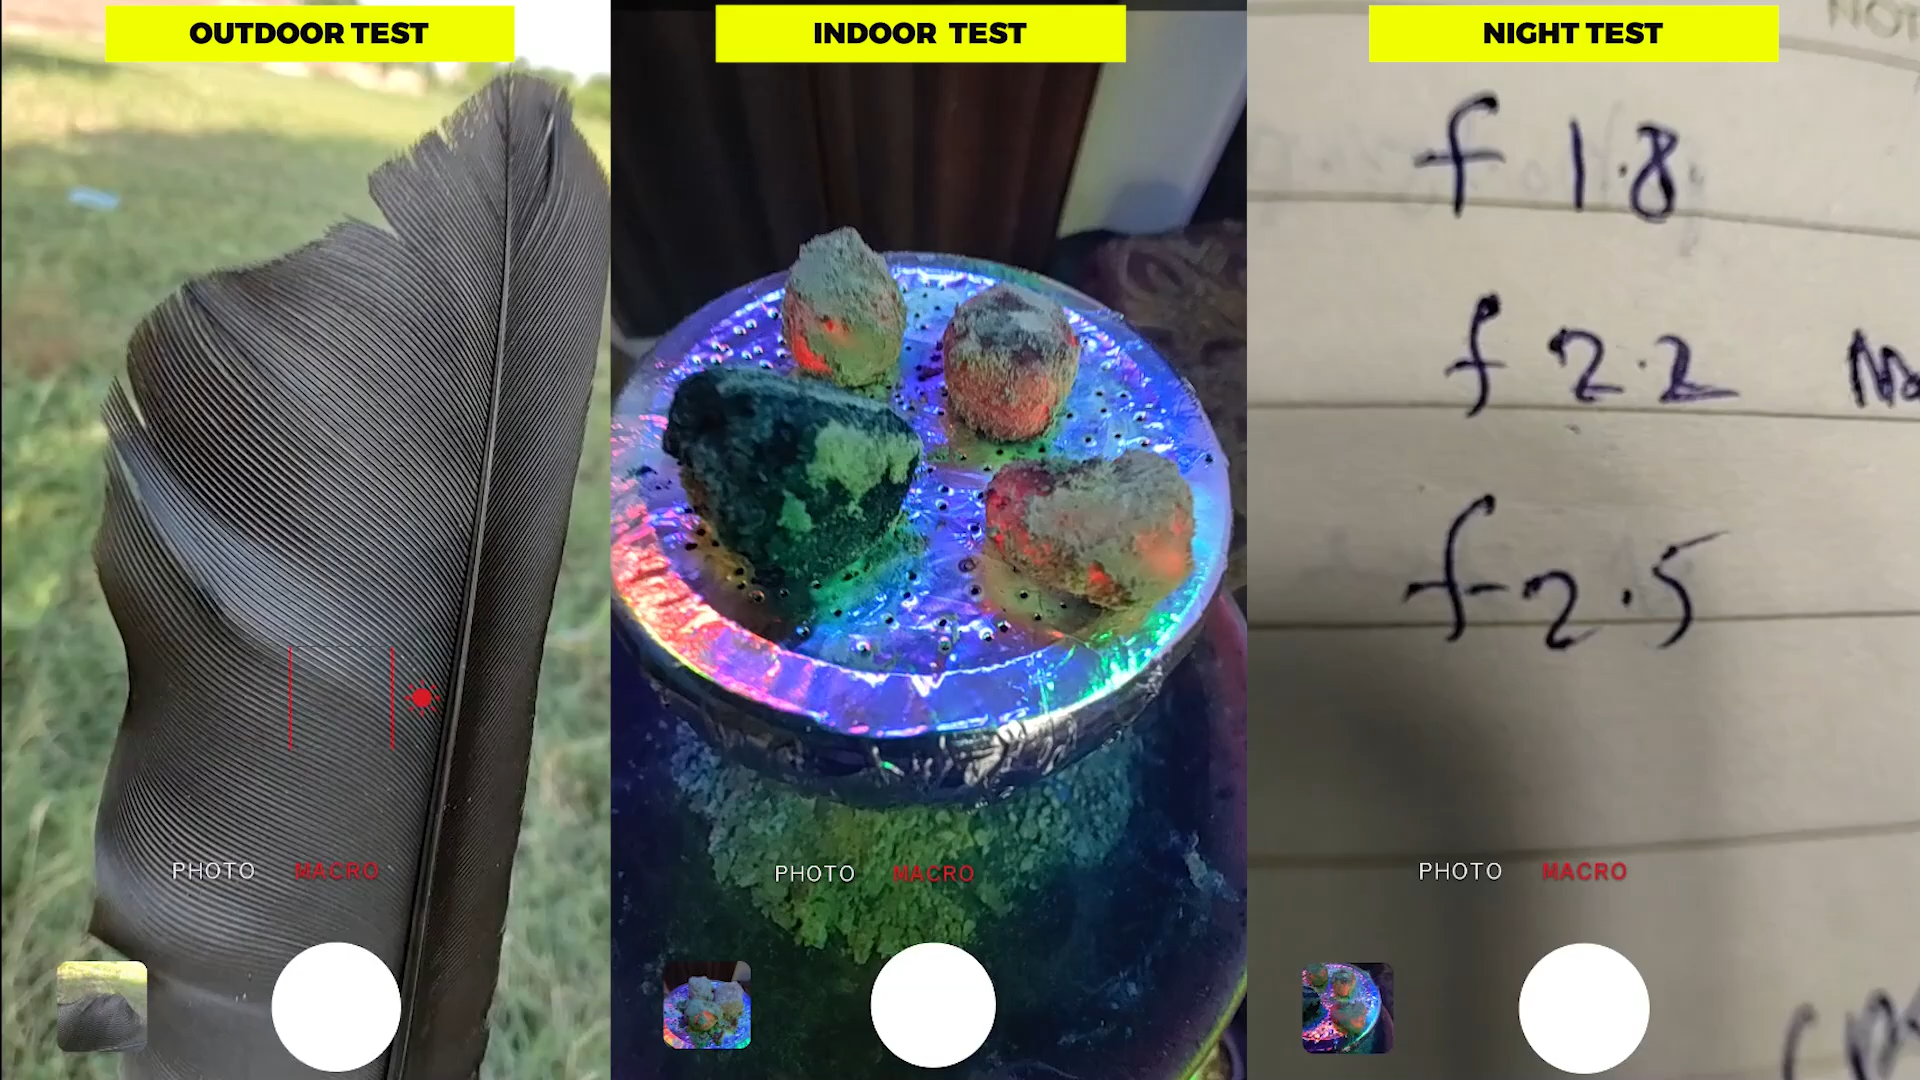 OUTDOOR TEST
PHOTO MACRO
INDOOR TEST
PHOTO MACRO
NIGHT TEST
f 1.8
f 2.2
f 2.5
PHOTO MACRO